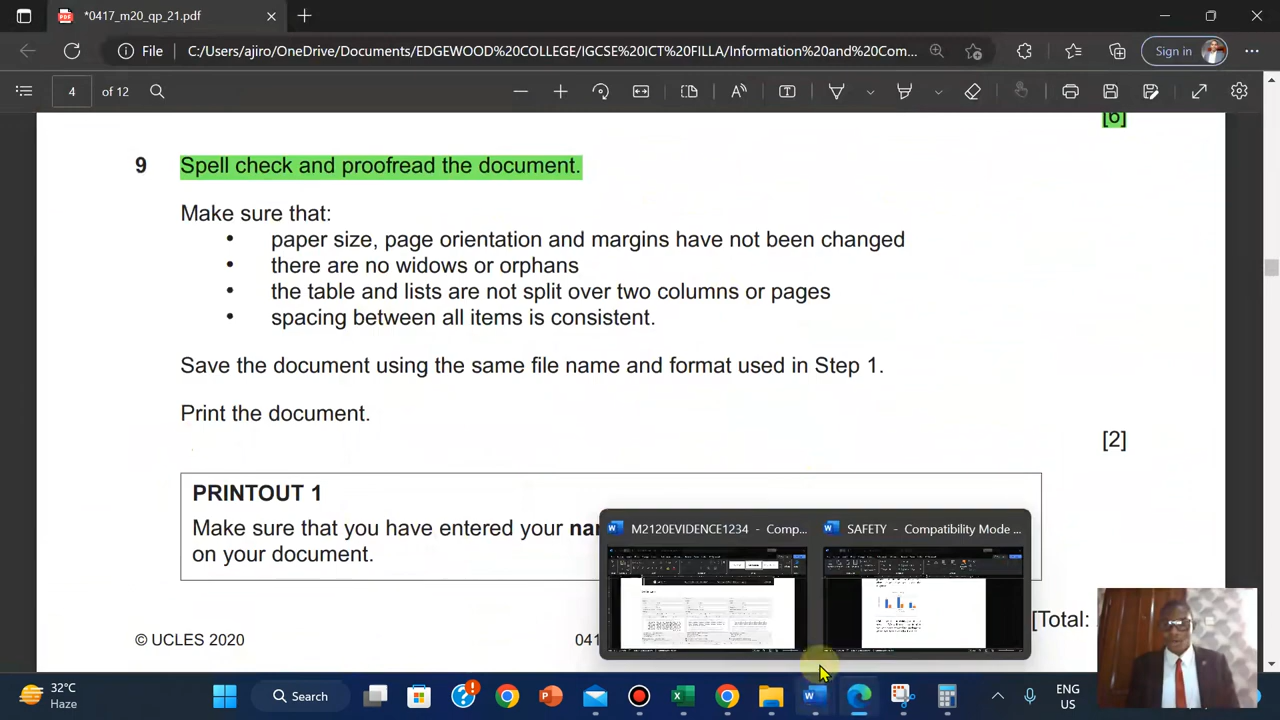 *0417_m20_qp_21.pdf
File
C:/Users/ajiro/OneDrive/Documents/EDGEWOOD%20COLLEGE/IGCSE%20ICT%20FILLA/Information%20and%20Com...
Sign in
4 of 12
[6]
9 Spell check and proofread the document.
Make sure that:
• paper size, page orientation and margins have not been changed
• there are no widows or orphans
• the table and lists are not split over two columns or pages
• spacing between all items is consistent.
Save the document using the same file name and format used in Step 1.
Print the document.
[2]
PRINTOUT 1
Make sure that you have entered your nam
on your document.
M2120EVIDENCE1234 - Comp...
SAFETY - Compatibility Mode ...
[Total:
© UCLES 2020
041
32°C
Haze
Search
ENG
US